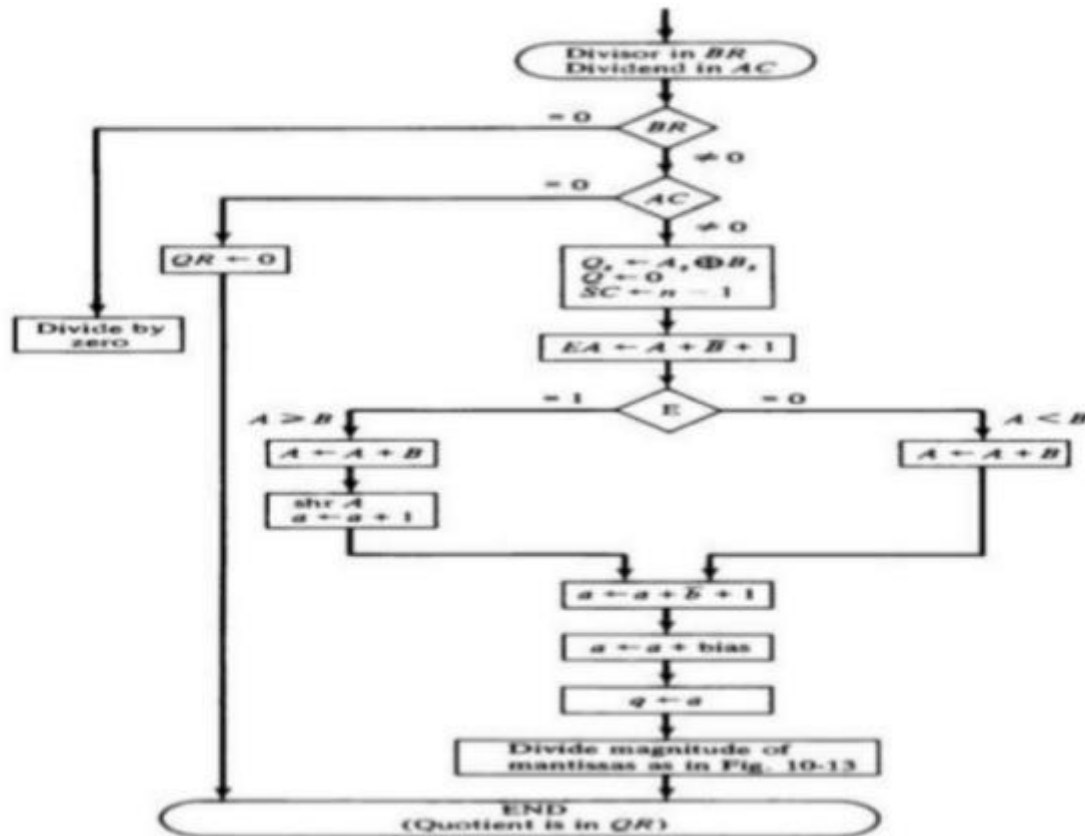 Divisor in BR
Dividend in AC
= 0
BR
≠ 0
= 0
AC
≠ 0
QR ← 0
Qs ← As ⊕ Bs
Q ← 0
SC ← n − 1
Divide by
zero
EA ← A + B̅ + 1
= 1
E
= 0
A ≥ B
A < B
A ← A + B
A ← A + B
shr A
a ← a + 1
a ← a + b̅ + 1
a ← a + bias
q ← a
Divide magnitude of
mantissas as in Fig. 10-13
END
(Quotient is in QR)